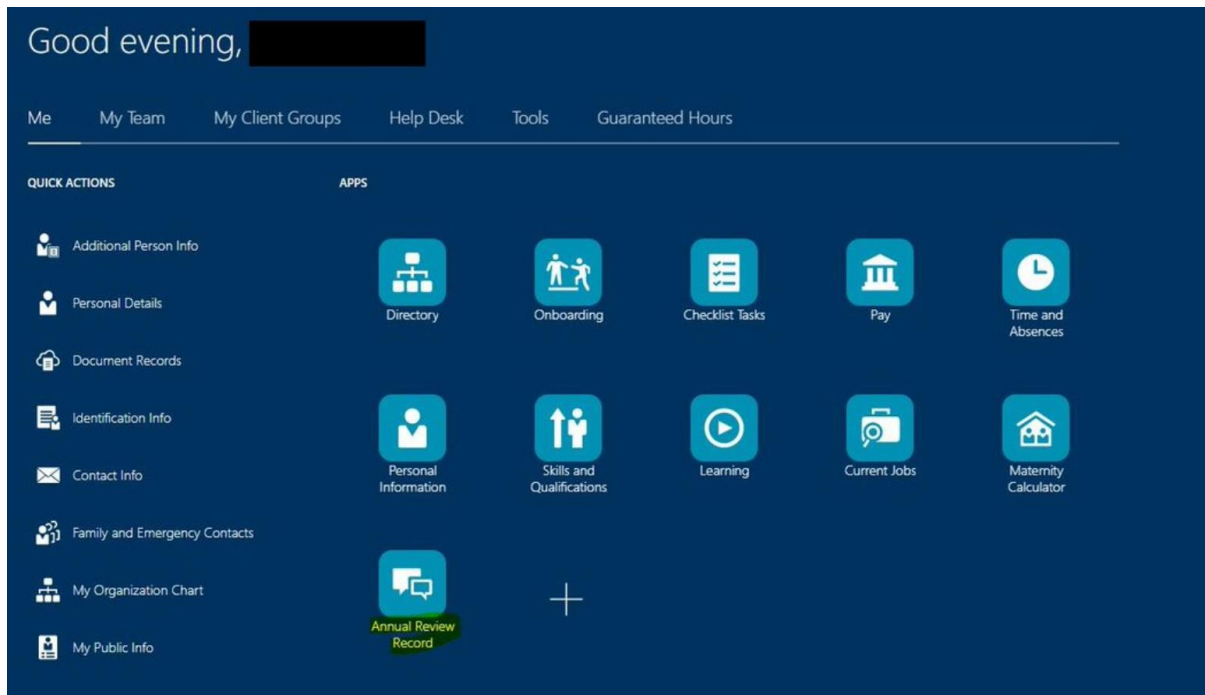 Good evening,
Me My Team My Client Groups Help Desk Tools Guaranteed Hours
QUICK ACTIONS
Additional Person Info
Personal Details
Document Records
Identification Info
Contact Info
Family and Emergency Contacts
My Organization Chart
My Public Info
APPS
Directory
Onboarding
Checklist Tasks
Pay
Time and
Absences
Personal
Information
Skills and
Qualifications
Learning
Current Jobs
Maternity
Calculator
Annual Review
Record